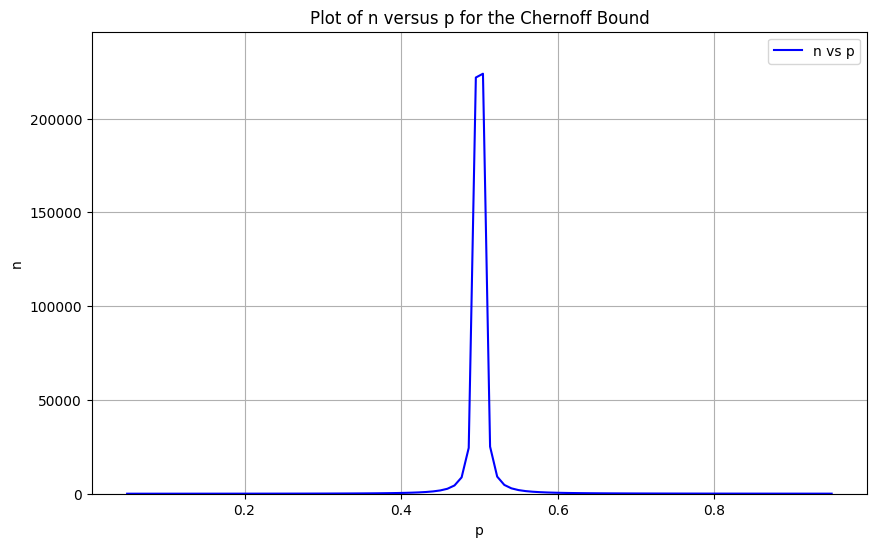 Plot of n versus p for the Chernoff Bound
n vs p
200000
150000
n
100000
50000
0
0.2 0.4 0.6 0.8
p